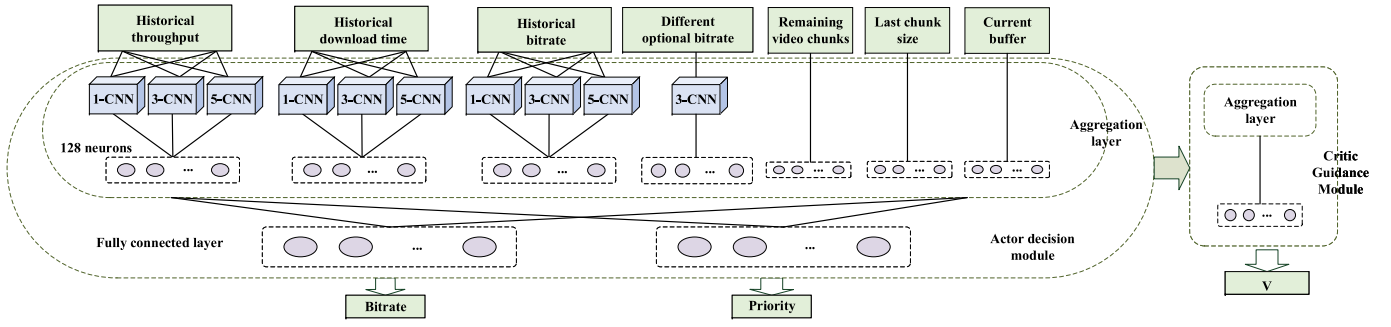 Historical
throughput
Historical
download time
Historical
bitrate
Different
optional bitrate
Remaining
video chunks
Last chunk
size
Current
buffer
1-CNN
3-CNN
5-CNN
1-CNN
3-CNN
5-CNN
1-CNN
3-CNN
5-CNN
3-CNN
128 neurons
...
...
...
...
...
...
...
Aggregation
layer
Fully connected layer
...
...
Actor decision
module
Bitrate
Priority
Aggregation
layer
Critic
Guidance
Module
...
V